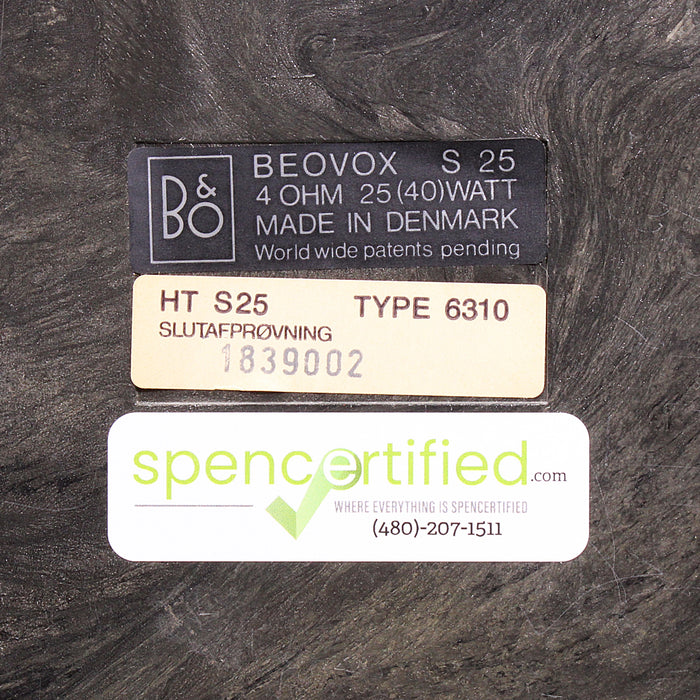 B&O
BEOVOX S 25
4 OHM 25 (40) WATT
MADE IN DENMARK
World wide patents pending
HT S25 TYPE 6310
SLUTAFPRØVNING
1839002
spencertified.com
WHERE EVERYTHING IS SPENCERTIFIED
(480)-207-1511